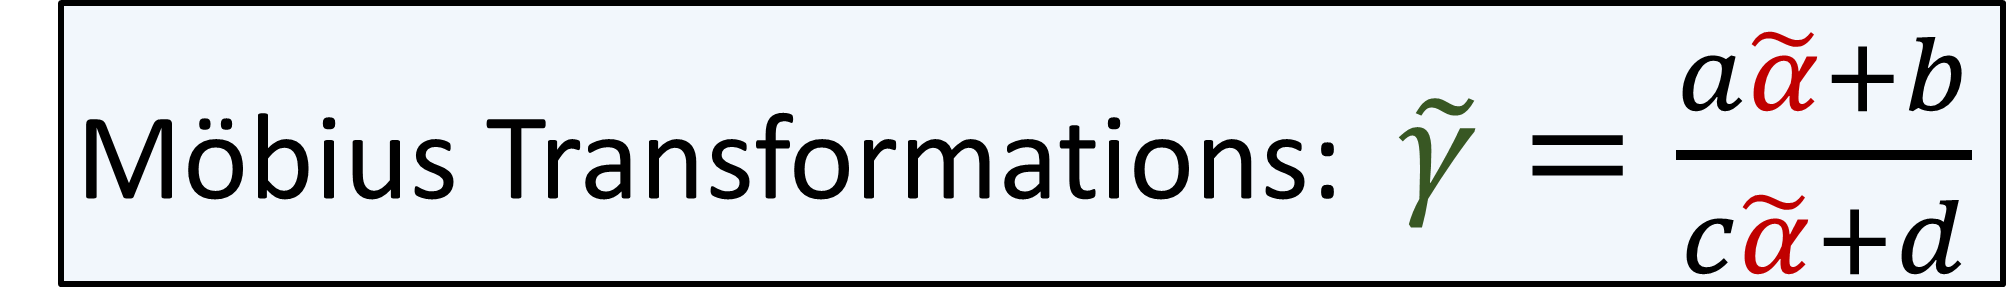 Möbius Transformations: γ̃ = (aα̃+b)/(cα̃+d)